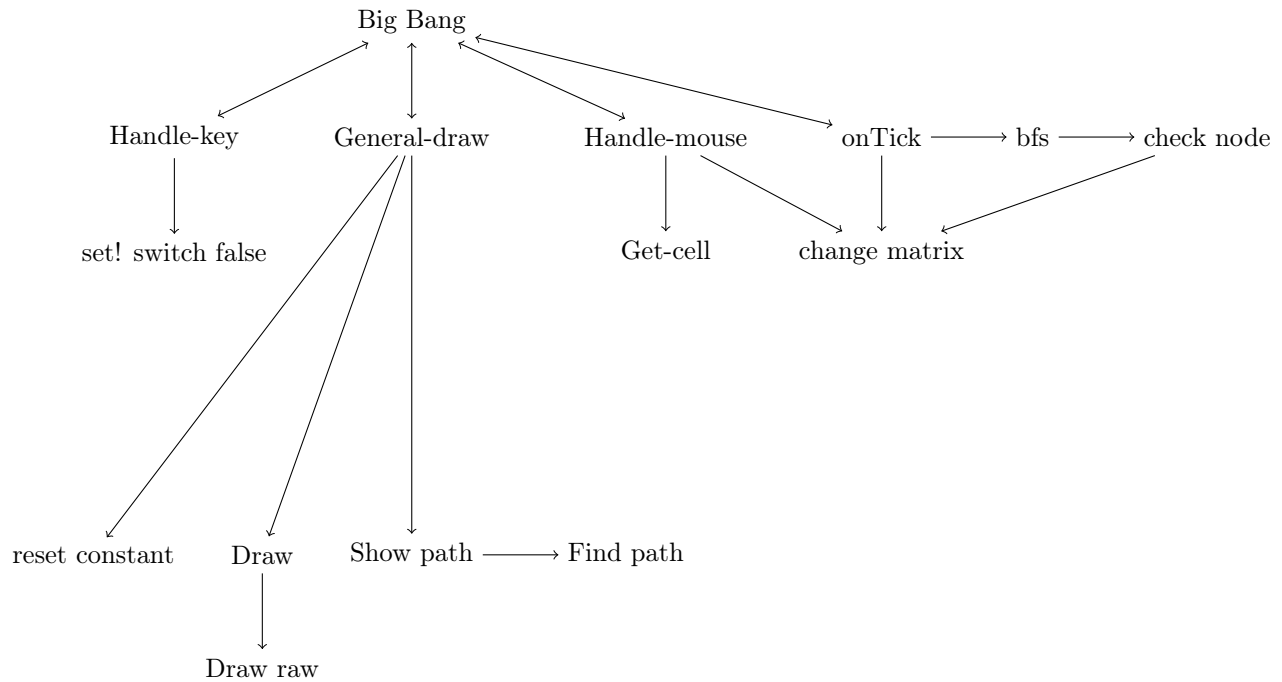 Big Bang
Handle-key
General-draw
Handle-mouse
onTick
bfs
check node
set! switch false
Get-cell
change matrix
reset constant
Draw
Show path
Find path
Draw raw